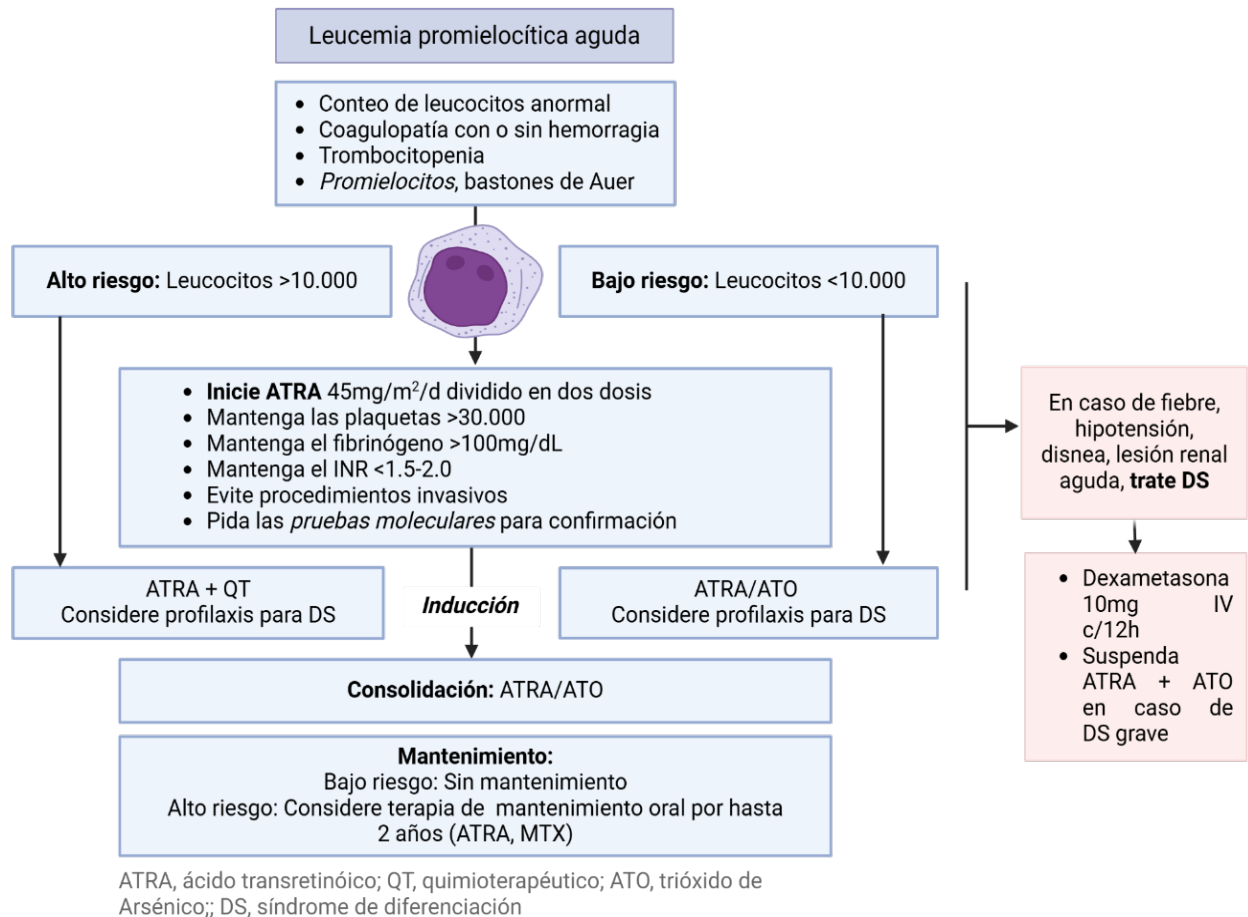 Leucemia promielocítica aguda
• Conteo de leucocitos anormal
• Coagulopatía con o sin hemorragia
• Trombocitopenia
• Promielocitos, bastones de Auer
Alto riesgo: Leucocitos >10.000
Bajo riesgo: Leucocitos <10.000
• Inicie ATRA 45mg/m²/d dividido en dos dosis
• Mantenga las plaquetas >30.000
• Mantenga el fibrinógeno >100mg/dL
• Mantenga el INR <1.5-2.0
• Evite procedimientos invasivos
• Pida las pruebas moleculares para confirmación
En caso de fiebre,
hipotensión,
disnea, lesión renal
aguda, trate DS
ATRA + QT
Considere profilaxis para DS
Inducción
ATRA/ATO
Considere profilaxis para DS
• Dexametasona
10mg IV
c/12h
• Suspenda
ATRA + ATO
en caso de
DS grave
Consolidación: ATRA/ATO
Mantenimiento:
Bajo riesgo: Sin mantenimiento
Alto riesgo: Considere terapia de mantenimiento oral por hasta
2 años (ATRA, MTX)
ATRA, ácido transretinóico; QT, quimioterapéutico; ATO, trióxido de
Arsénico;; DS, síndrome de diferenciación